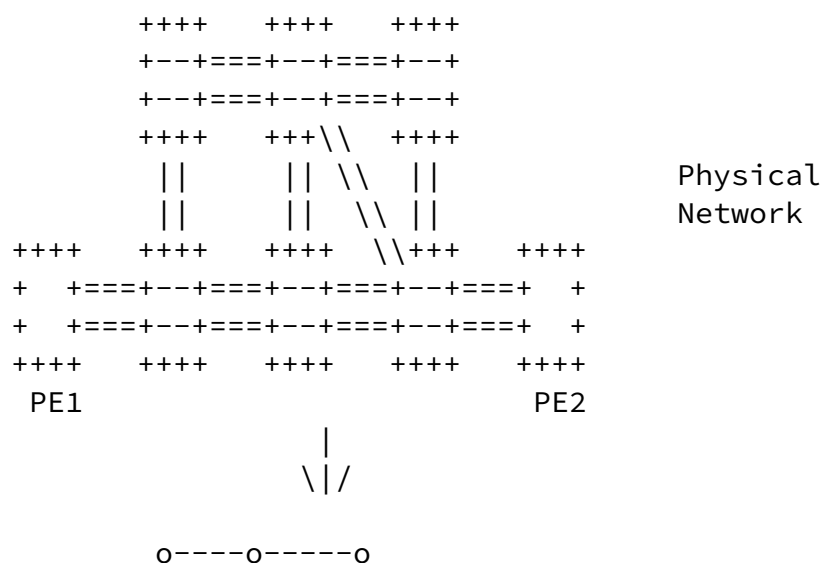 ++++   ++++   ++++
+--+===+--+===+--+
+--+===+--+===+--+
++++   +++\\  ++++
||      || \\  ||      Physical
||      ||  \\ ||      Network
++++   ++++   ++++  \\+++   ++++
+  +===+--+===+--+===+--+===+  +
+  +===+--+===+--+===+--+===+  +
++++   ++++   ++++   ++++   ++++
PE1                          PE2
|
\|/
o----o-----o